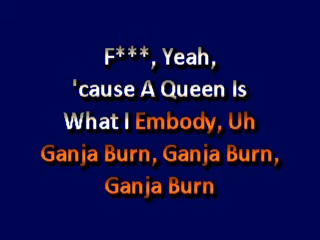 F***, Yeah,
'cause A Queen Is
What I Embody, Uh
Ganja Burn, Ganja Burn,
Ganja Burn